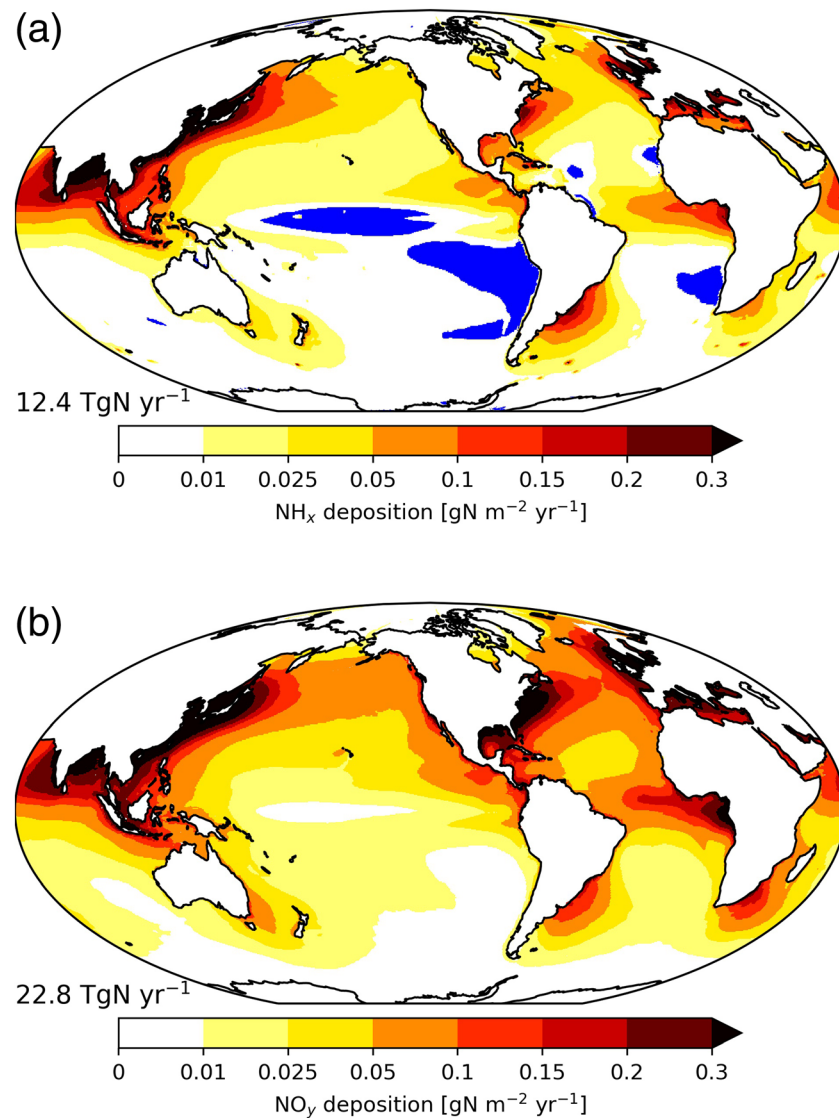 (a)
12.4 TgN yr⁻¹
0 0.01 0.025 0.05 0.1 0.15 0.2 0.3
NHₓ deposition [gN m⁻² yr⁻¹]
(b)
22.8 TgN yr⁻¹
0 0.01 0.025 0.05 0.1 0.15 0.2 0.3
NO𝑦 deposition [gN m⁻² yr⁻¹]